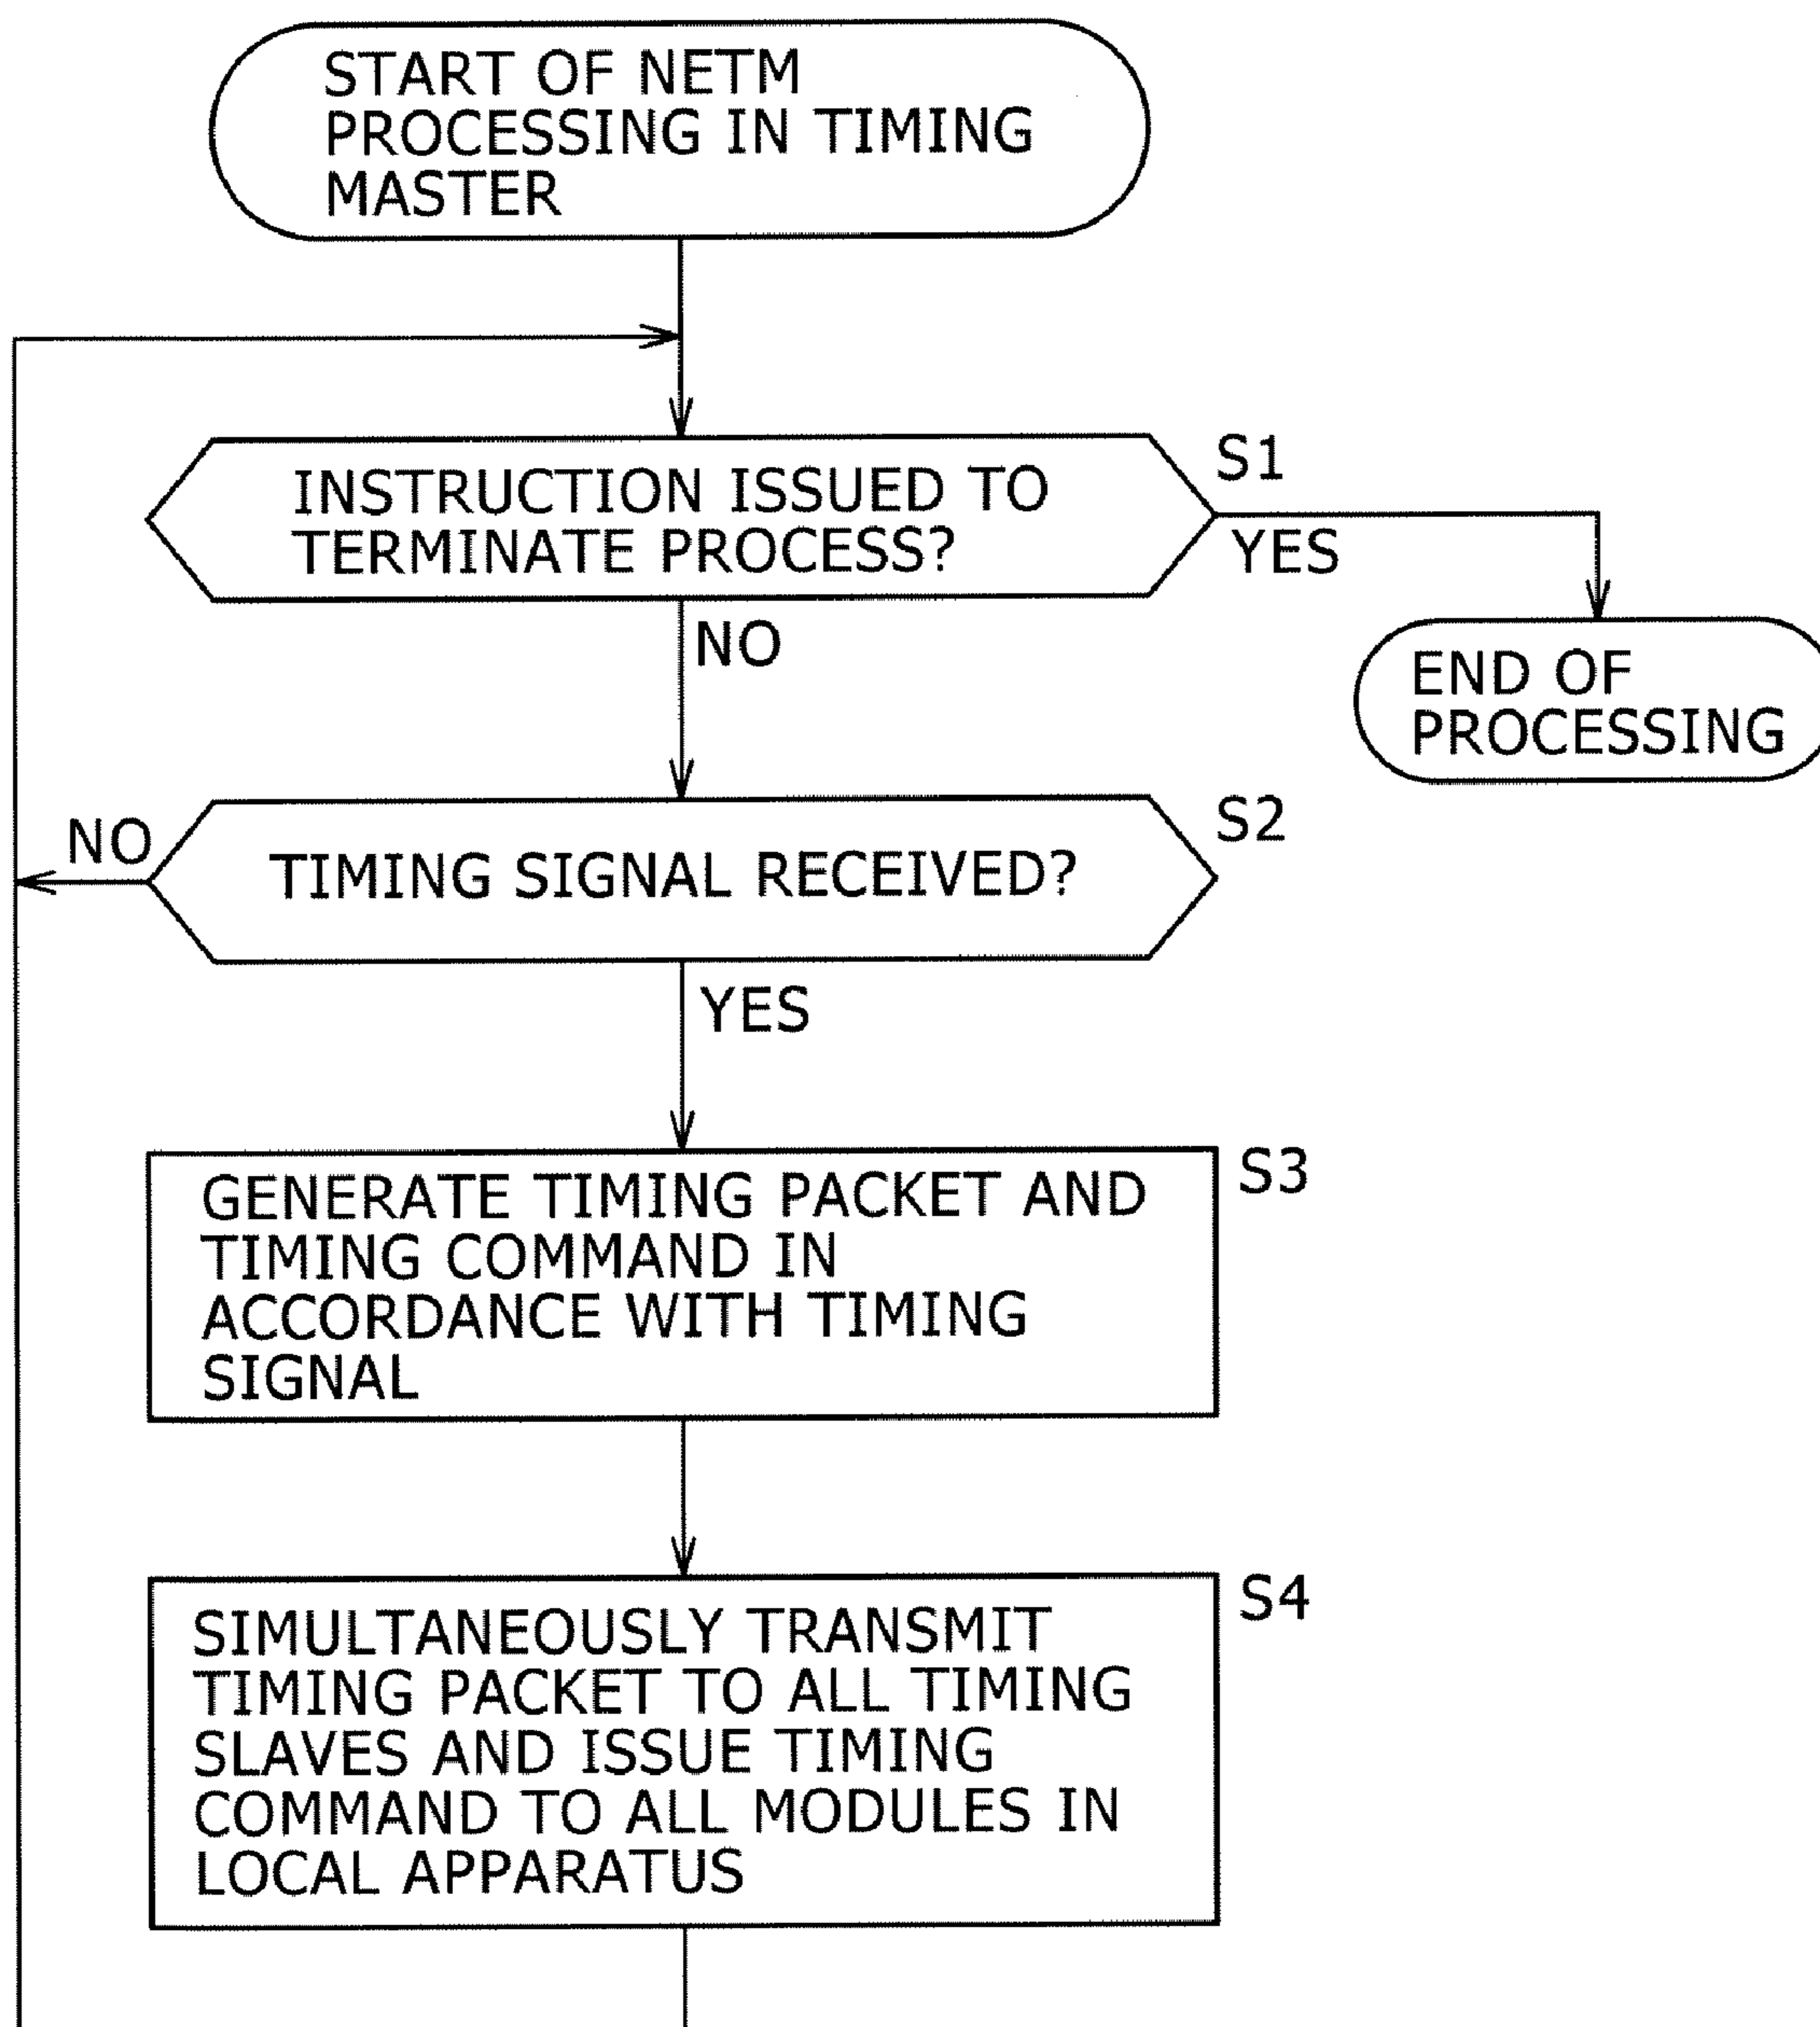 START OF NETM
PROCESSING IN TIMING
MASTER
INSTRUCTION ISSUED TO
TERMINATE PROCESS?
S1
YES
NO
END OF
PROCESSING
S2
NO
TIMING SIGNAL RECEIVED?
YES
S3
GENERATE TIMING PACKET AND
TIMING COMMAND IN
ACCORDANCE WITH TIMING
SIGNAL
S4
SIMULTANEOUSLY TRANSMIT
TIMING PACKET TO ALL TIMING
SLAVES AND ISSUE TIMING
COMMAND TO ALL MODULES IN
LOCAL APPARATUS